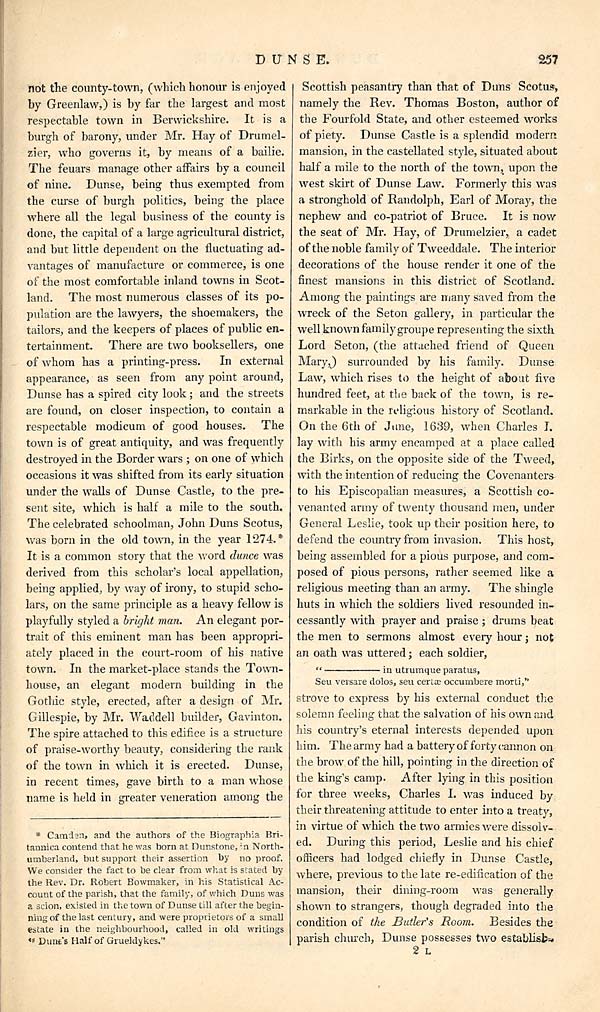 DUNSE.
257
not the county-town, (which honour is enjoyed
by Greenlaw,) is by far the largest and most
respectable town in Berwickshire. It is a
burgh of barony, under Mr. Hay of Drumel-
zier, who governs it, by means of a bailie.
The feuars manage other affairs by a council
of nine. Dunse, being thus exempted from
the curse of burgh politics, being the place
where all the legal business of the county is
done, the capital of a large agricultural district,
and but little dependent on the fluctuating ad-
vantages of manufacture or commerce, is one
of the most comfortable inland towns in Scot-
land. The most numerous classes of its po-
pulation are the lawyers, the shoemakers, the
tailors, and the keepers of places of public en-
tertainment. There are two booksellers, one
of whom has a printing-press. In external
appearance, as seen from any point around,
Dunse has a spired city look; and the streets
are found, on closer inspection, to contain a
respectable modicum of good houses. The
town is of great antiquity, and was frequently
destroyed in the Border wars; on one of which
occasions it was shifted from its early situation
under the walls of Dunse Castle, to the pre-
sent site, which is half a mile to the south.
The celebrated schoolman, John Duns Scotus,
was born in the old town, in the year 1274.*
It is a common story that the word dunce was
derived from this scholar's local appellation,
being applied, by way of irony, to stupid scho-
lars, on the same principle as a heavy fellow is
playfully styled a bright man. An elegant por-
trait of this eminent man has been appropri-
ately placed in the court-room of his native
town. In the market-place stands the Town-
house, an elegant modern building in the
Gothic style, erected, after a design of Mr.
Gillespie, by Mr. Waddell builder, Gavinton.
The spire attached to this edifice is a structure
of praise-worthy beauty, considering the rank
of the town in which it is erected. Dunse,
in recent times, gave birth to a man whose
name is held in greater veneration among the
* Camden, and the authors of the Biographia Bri-
tannica contend that he was born at Dunstone, in North-
umberland, but support their assertion by no proof.
We consider the fact to be clear from what is stated by
the Rev. Dr. Robert Bowmaker, in his Statistical Ac-
count of the parish, that the family, of which Duns was
a scion, existed in the town of Dunse till after the begin-
ning of the last century, and were proprietors of a small
estate in the neighbourhood, called in old writings
"Duns's Half of Grueldykes."
Scottish peasantry than that of Duns Scotus,
namely the Rev. Thomas Boston, author of
the Fourfold State, and other esteemed works
of piety. Dunse Castle is a splendid modern
mansion, in the castellated style, situated about
half a mile to the north of the town, upon the
west skirt of Dunse Law. Formerly this was
a stronghold of Randolph, Earl of Moray, the
nephew and co-patriot of Bruce. It is now
the seat of Mr. Hay, of Drumelzier, a cadet
of the noble family of Tweeddale. The interior
decorations of the house render it one of the
finest mansions in this district of Scotland.
Among the paintings are many saved from the
wreck of the Seton gallery, in particular the
well known family groupe representing the sixth
Lord Seton, (the attached friend of Queen
Mary,) surrounded by his family. Dunse
Law, which rises to the height of about five
hundred feet, at the back of the town, is re-
markable in the religious history of Scotland.
On the 6th of June, 1639, when Charles I.
lay with his army encamped at a place called
the Birks, on the opposite side of the Tweed,
with the intention of reducing the Covenanters
to his Episcopalian measures, a Scottish co-
venanted army of twenty thousand men, under
General Leslie, took up their position here, to
defend the country from invasion. This host,
being assembled for a pious purpose, and com-
posed of pious persons, rather seemed like a
religious meeting than an army. The shingle
huts in which the soldiers lived resounded in-
cessantly with prayer and praise; drums beat
the men to sermons almost every hour; not
an oath was uttered; each soldier,
"———— in utrumque paratus,
Seu versare dolos, seu certæ occumbere morti,"
strove to express by his external conduct the
solemn feeling that the salvation of his own and
his country's eternal interests depended upon
him. The army had a battery of forty cannon on
the brow of the hill, pointing in the direction of
the king's camp. After lying in this position
for three weeks, Charles I. was induced by
their threatening attitude to enter into a treaty,
in virtue of which the two armies were dissolv-
ed. During this period, Leslie and his chief
officers had lodged chiefly in Dunse Castle,
where, previous to the late re-edification of the
mansion, their dining-room was generally
shown to strangers, though degraded into the
condition of the Butler's Room. Besides the
parish church, Dunse possesses two establish-
2 L